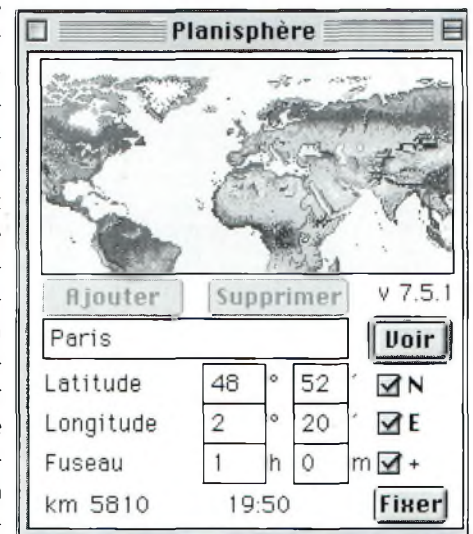 Planisphère
Ajouter Supprimer v 7.5.1
Paris Voir
Latitude 48 ° 52 ´ N
Longitude 2 ° 20 ´ E
Fuseau 1 h 0 m +
km 5810 19:50 Fixer